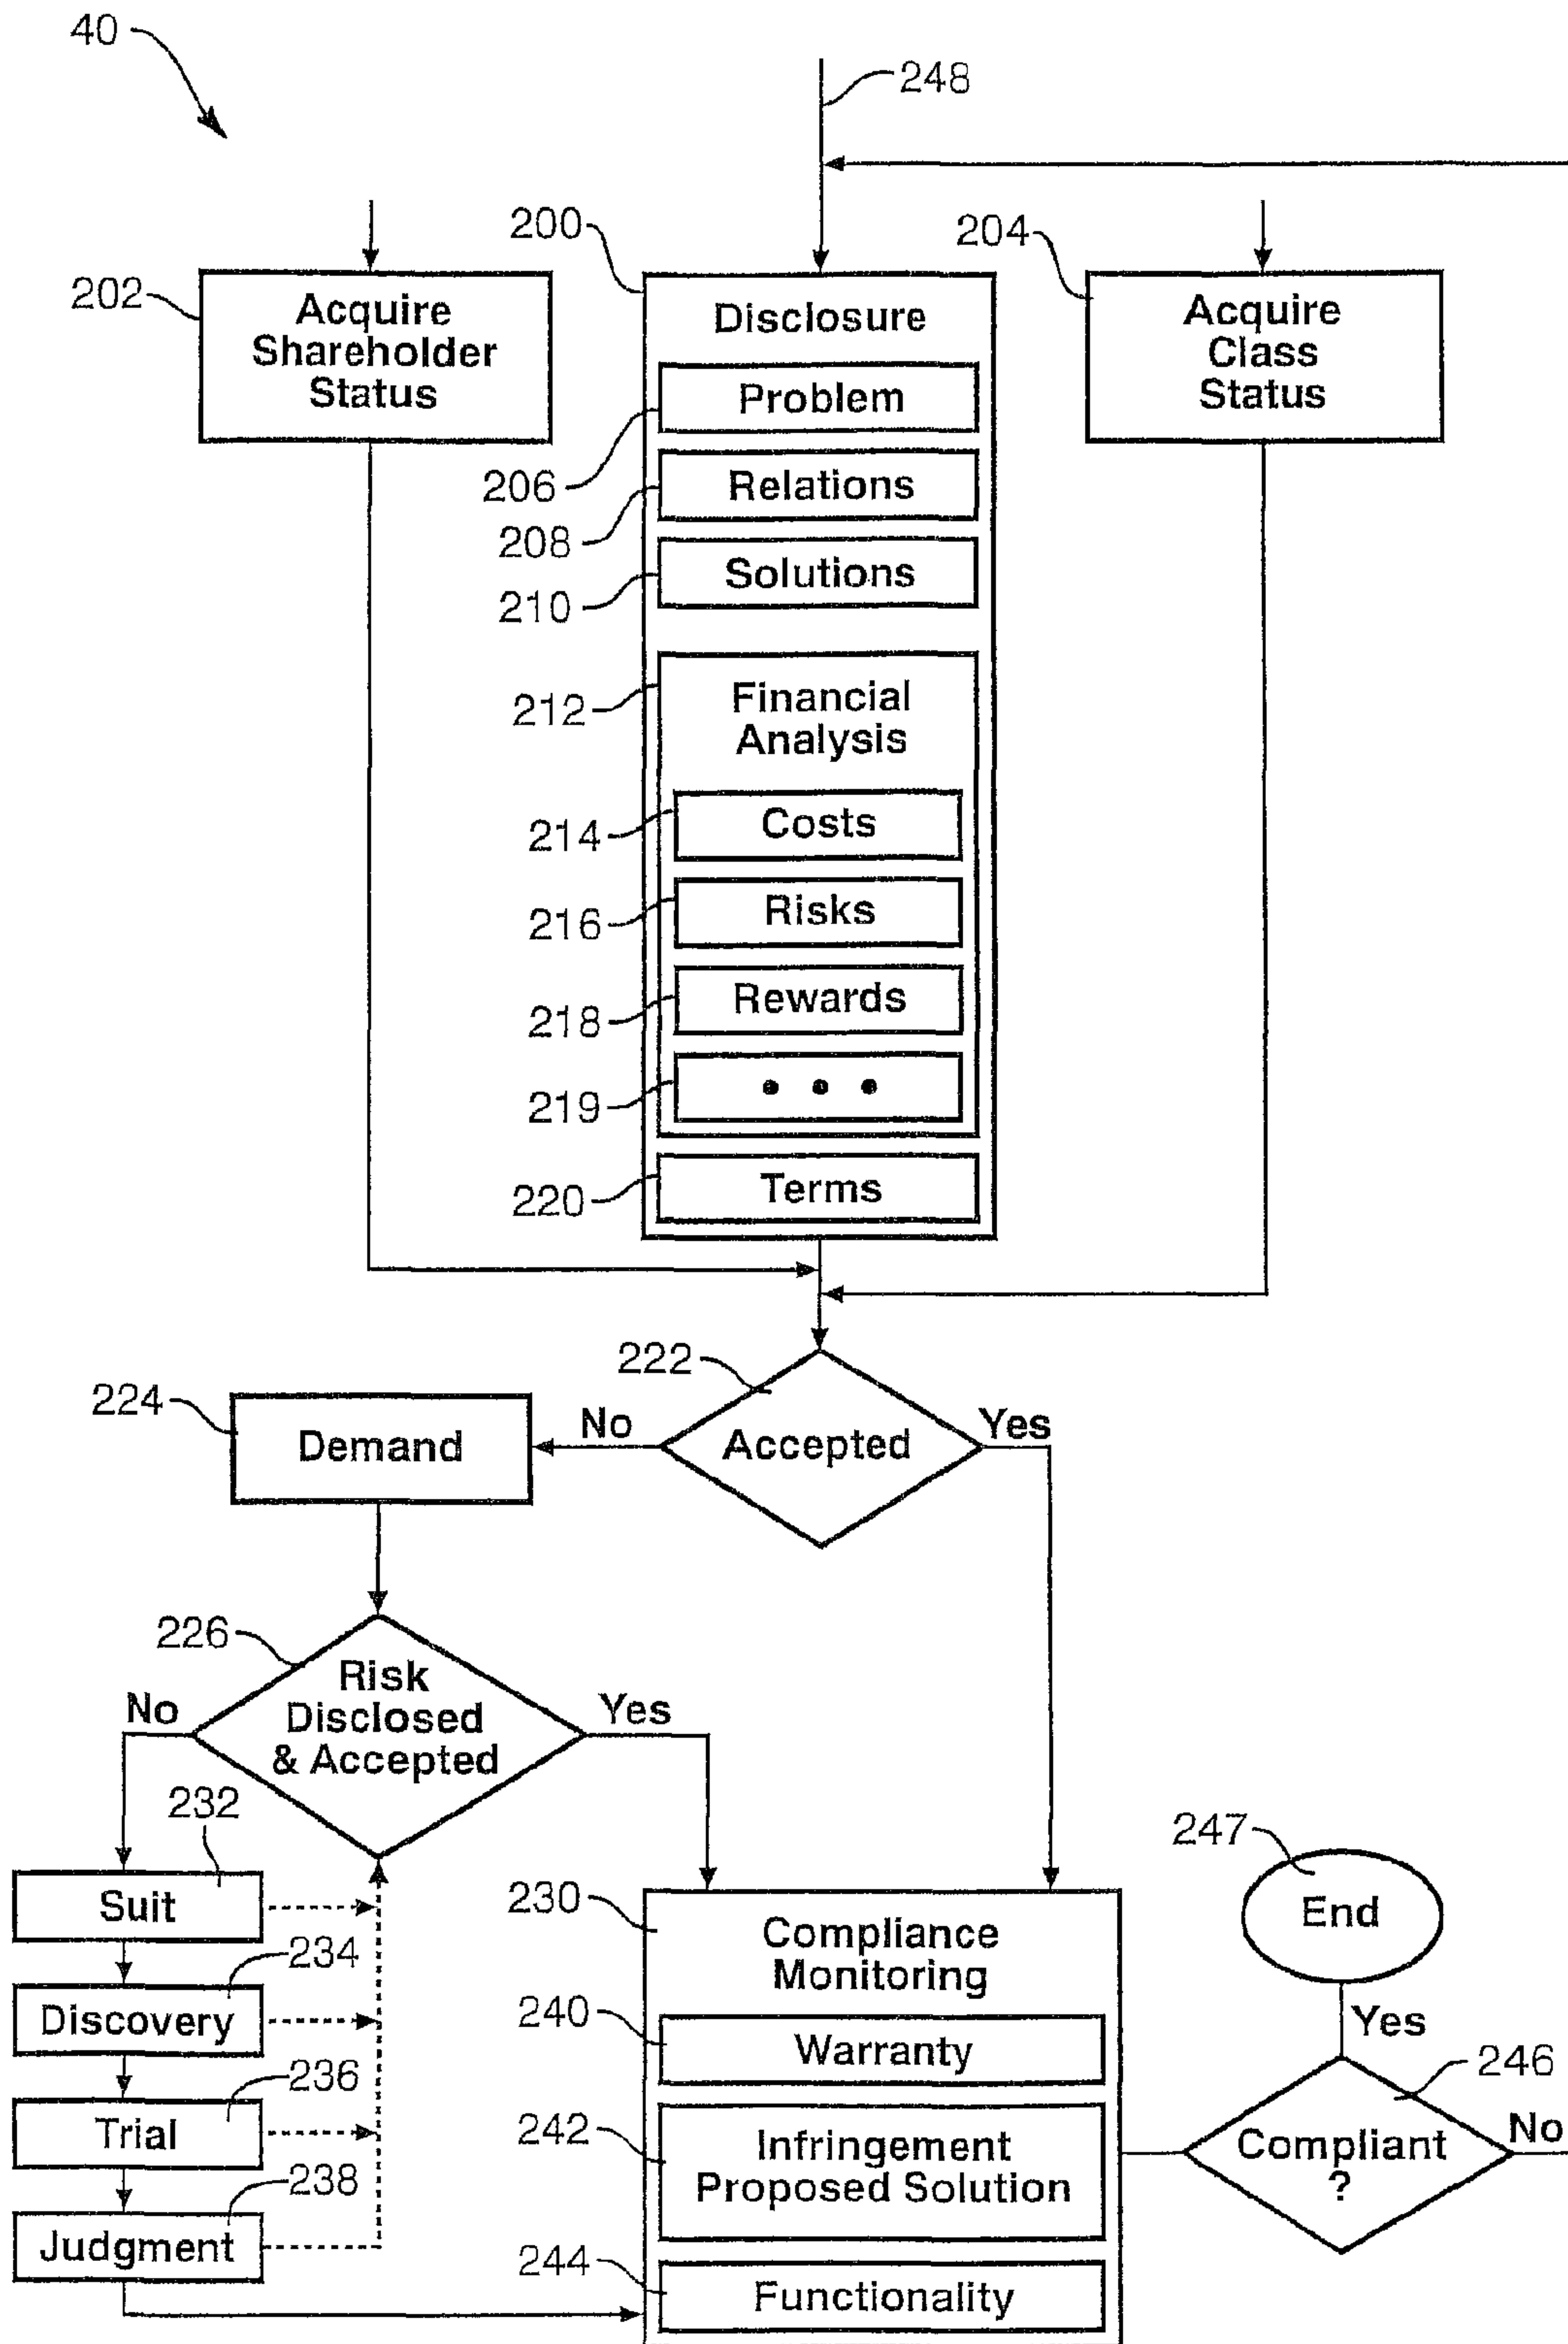 40
248
200
204
202
Acquire
Shareholder
Status
Disclosure
Acquire
Class
Status
Problem
206
Relations
208
Solutions
210
212
Financial
Analysis
214
Costs
216
Risks
218
Rewards
219
• • •
220
Terms
222
224
Demand
No
Accepted
Yes
226
Risk
Disclosed
& Accepted
No
Yes
232
247
End
Suit
230
Compliance
Monitoring
234
Discovery
240
Warranty
Yes
246
236
Trial
242
Infringement
Proposed Solution
Compliant
?
No
238
Judgment
244
Functionality